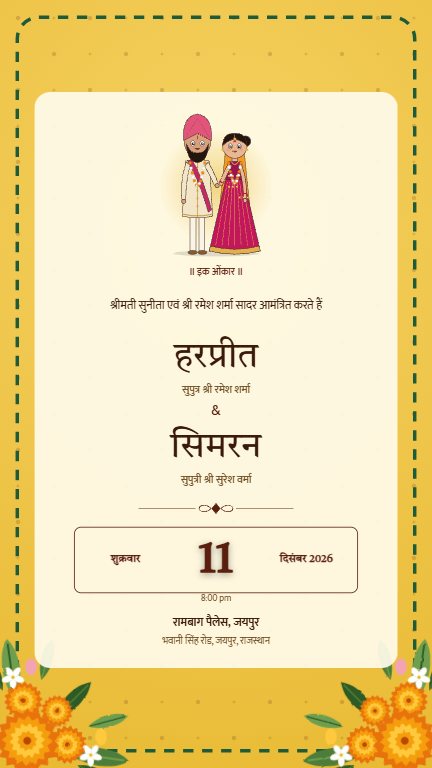 ॥ इक ओंकार ॥
श्रीमती सुनीता एवं श्री रमेश शर्मा सादर आमंत्रित करते हैं
हरप्रीत
सुपुत्र श्री रमेश शर्मा
&
सिमरन
सुपुत्री श्री सुरेश वर्मा
शुक्रवार 11 दिसंबर 2026
8:00 pm
रामबाग पैलेस, जयपुर
भवानी सिंह रोड, जयपुर, राजस्थान